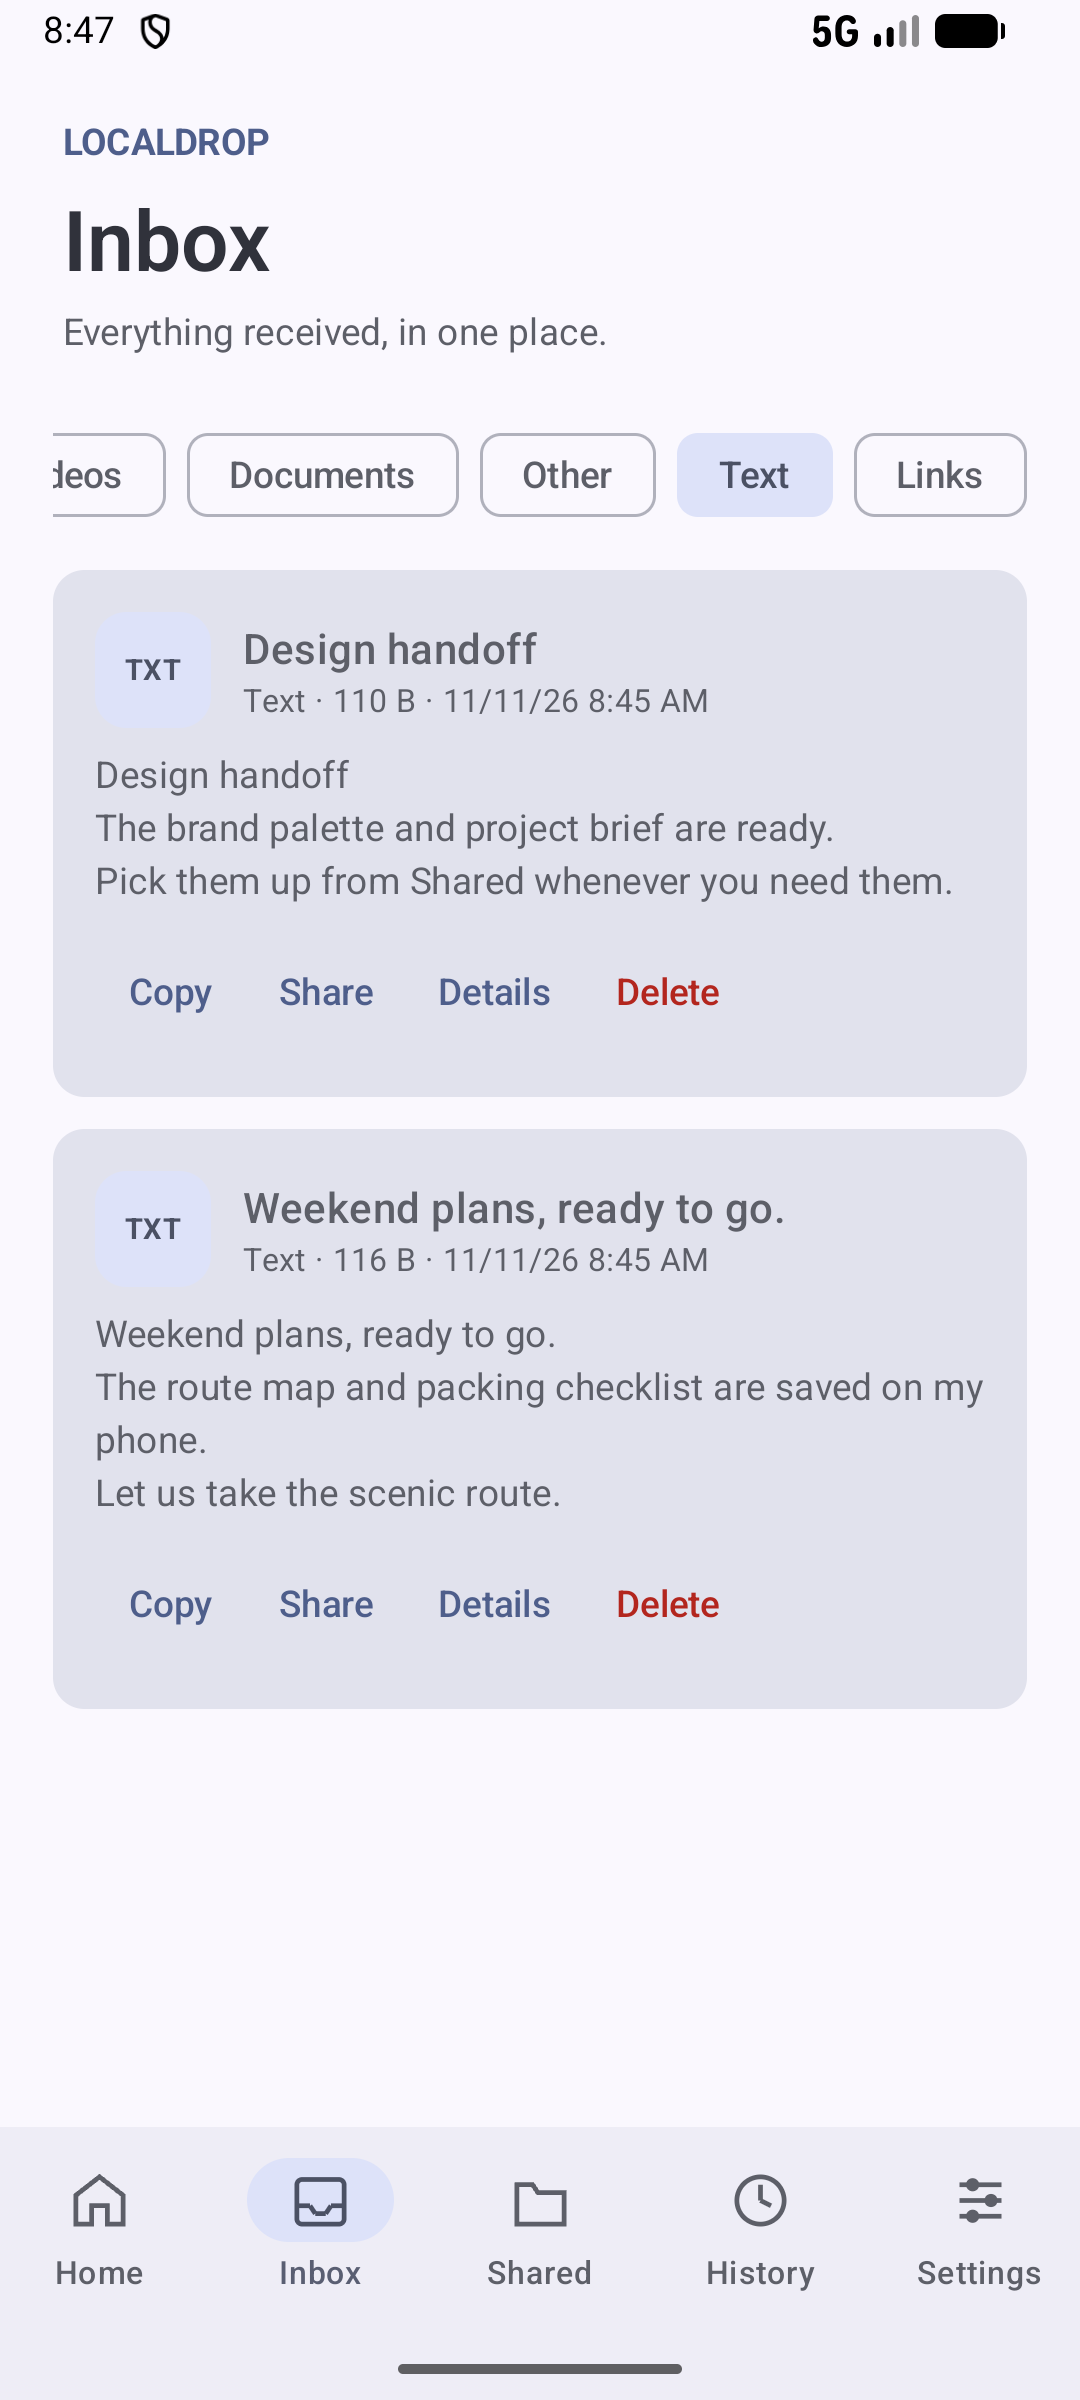 8:47
5G
LOCALDROP
Inbox
Everything received, in one place.
deos
Documents
Other
Text
Links
TXT
Design handoff
Text · 110 B · 11/11/26 8:45 AM
Design handoff
The brand palette and project brief are ready.
Pick them up from Shared whenever you need them.
Copy
Share
Details
Delete
TXT
Weekend plans, ready to go.
Text · 116 B · 11/11/26 8:45 AM
Weekend plans, ready to go.
The route map and packing checklist are saved on my
phone.
Let us take the scenic route.
Copy
Share
Details
Delete
Home
Inbox
Shared
History
Settings